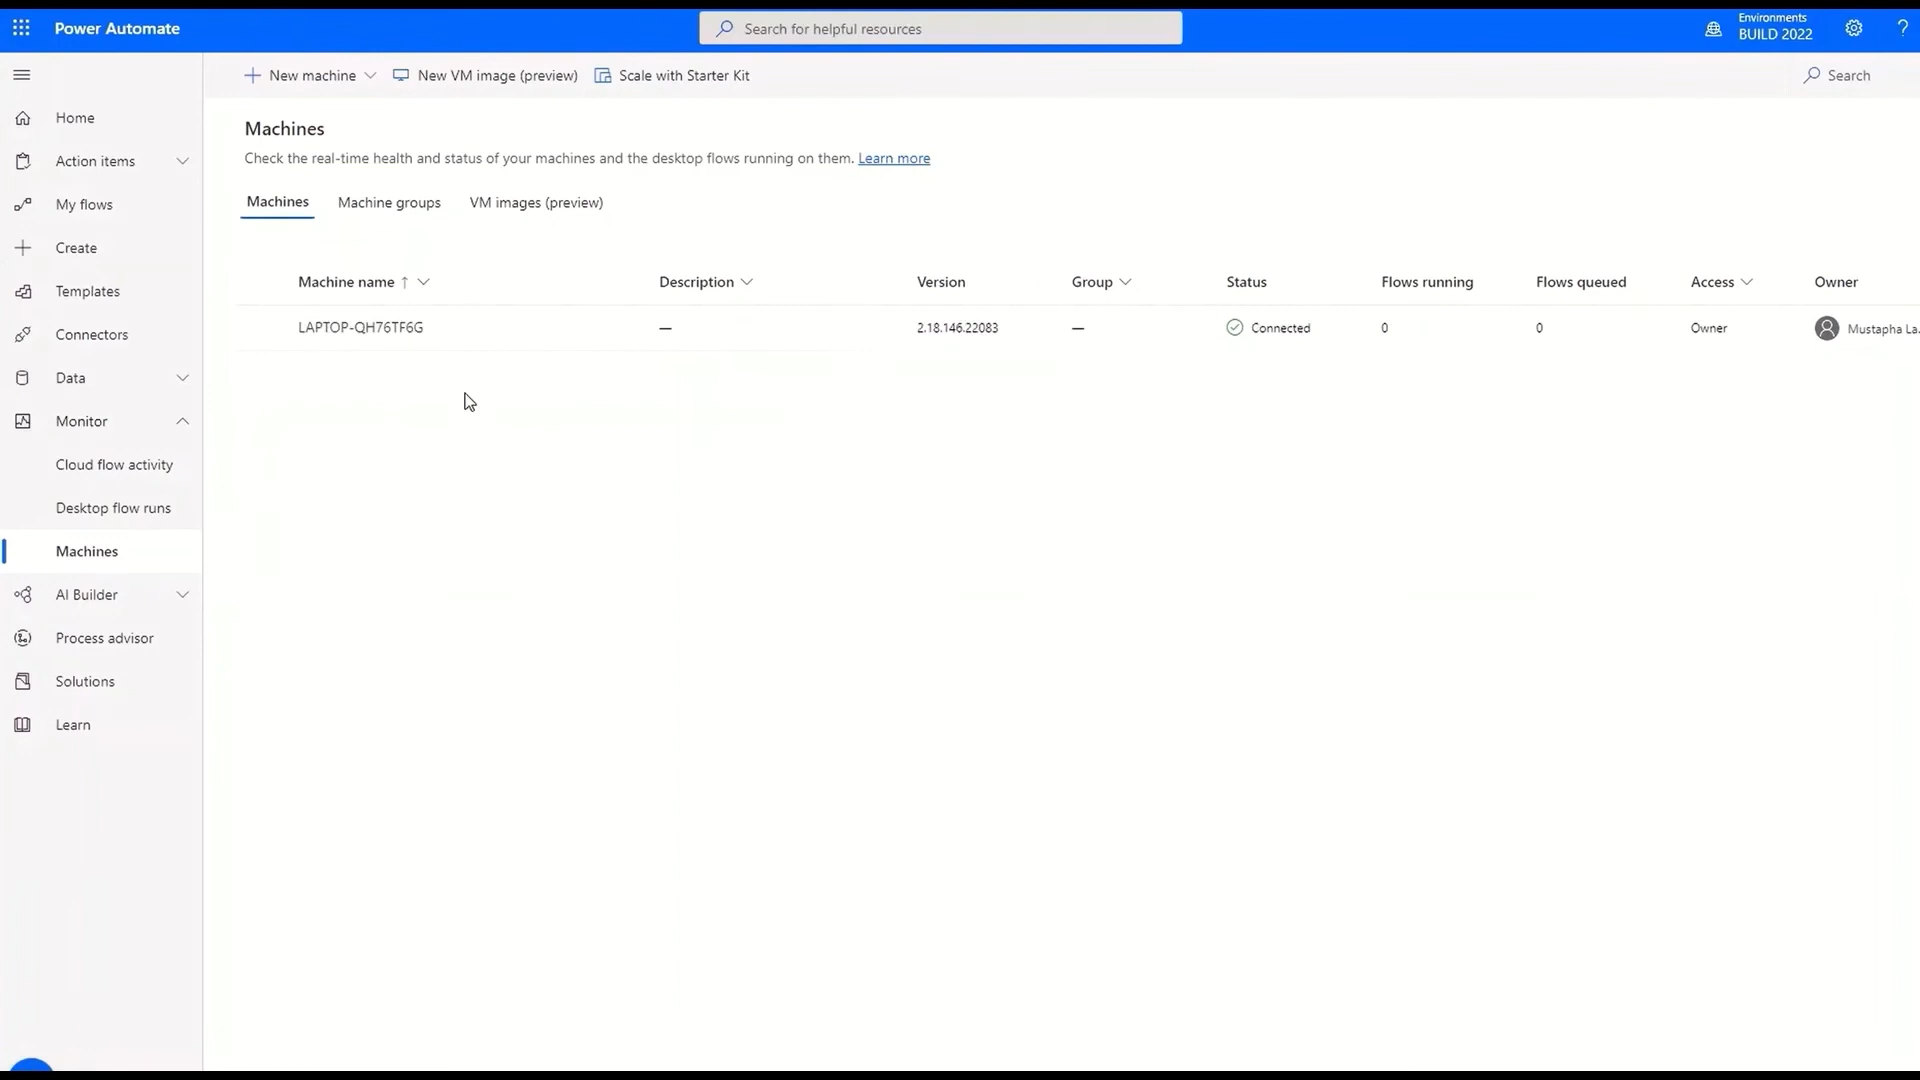 Power Automate
Search for helpful resources
Environments
BUILD 2022
?
New machine
New VM image (preview)
Scale with Starter Kit
Search
Home
Action items
My flows
Create
Templates
Connectors
Data
Monitor
Cloud flow activity
Desktop flow runs
Machines
AI Builder
Process advisor
Solutions
Learn
Machines
Check the real-time health and status of your machines and the desktop flows running on them. Learn more
Machines Machine groups VM images (preview)
Machine name ↑ Description Version Group Status Flows running Flows queued Access Owner
LAPTOP-QH76TF6G — 2.18.146.22083 — Connected 0 0 Owner Mustapha La.